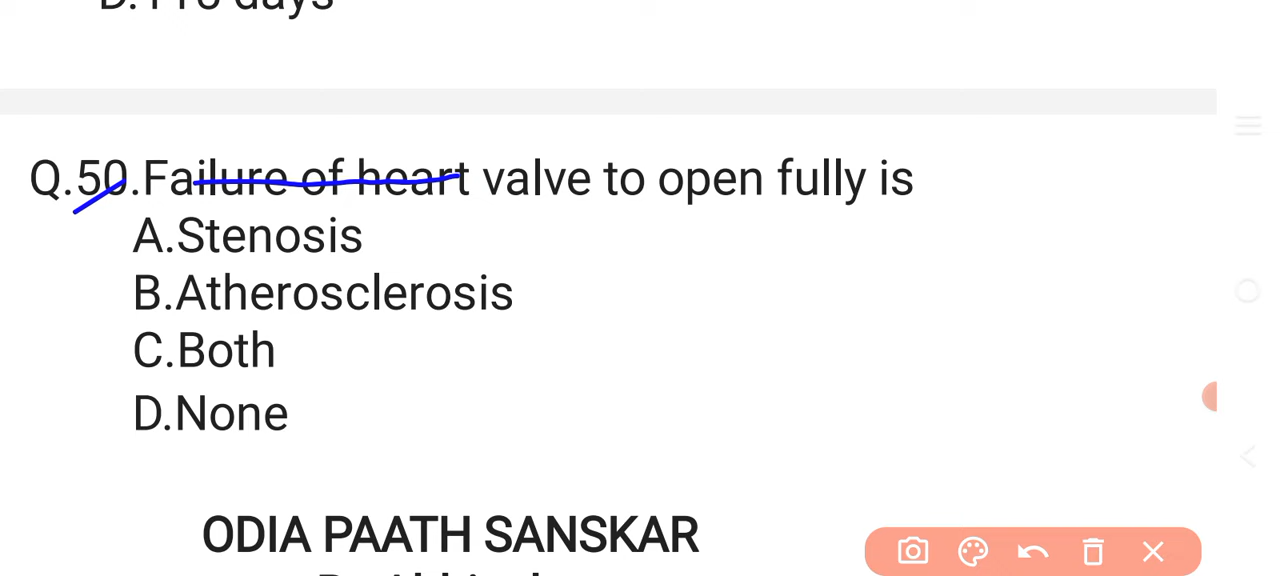 Q.50.Failure of heart valve to open fully is
A.Stenosis
B.Atherosclerosis
C.Both
D.None
ODIA PAATH SANSKAR